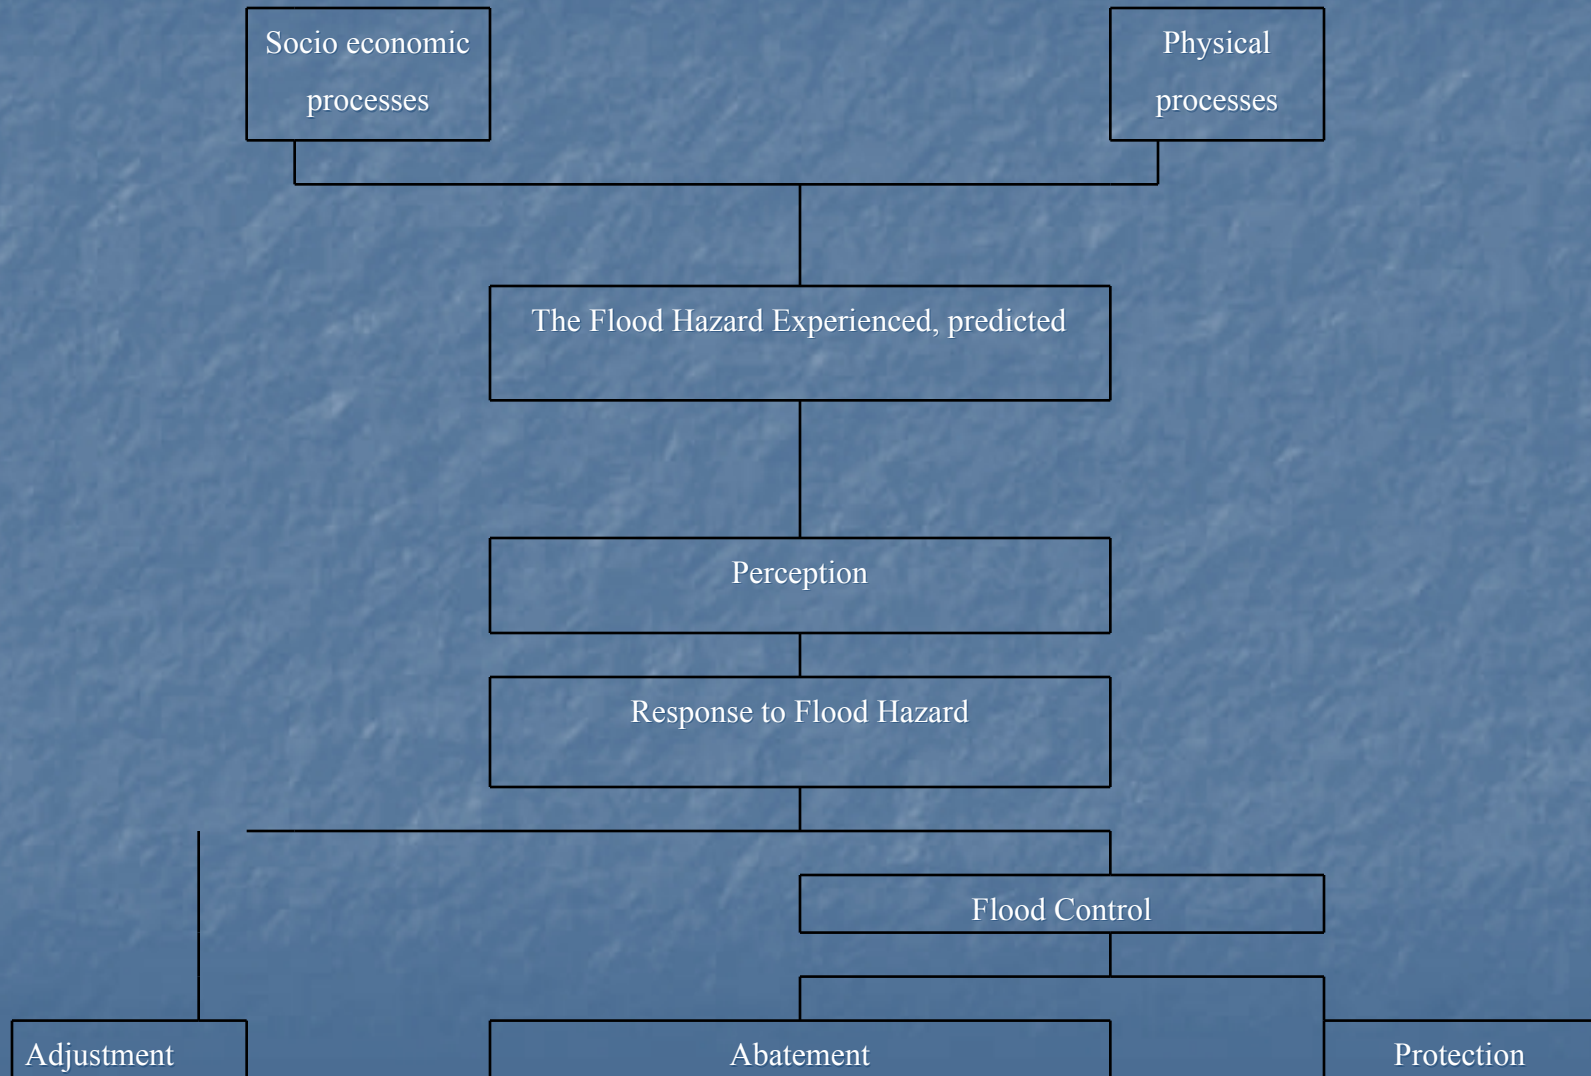 Socio economic
processes
Physical
processes
The Flood Hazard Experienced, predicted
Perception
Response to Flood Hazard
Flood Control
Adjustment
Abatement
Protection